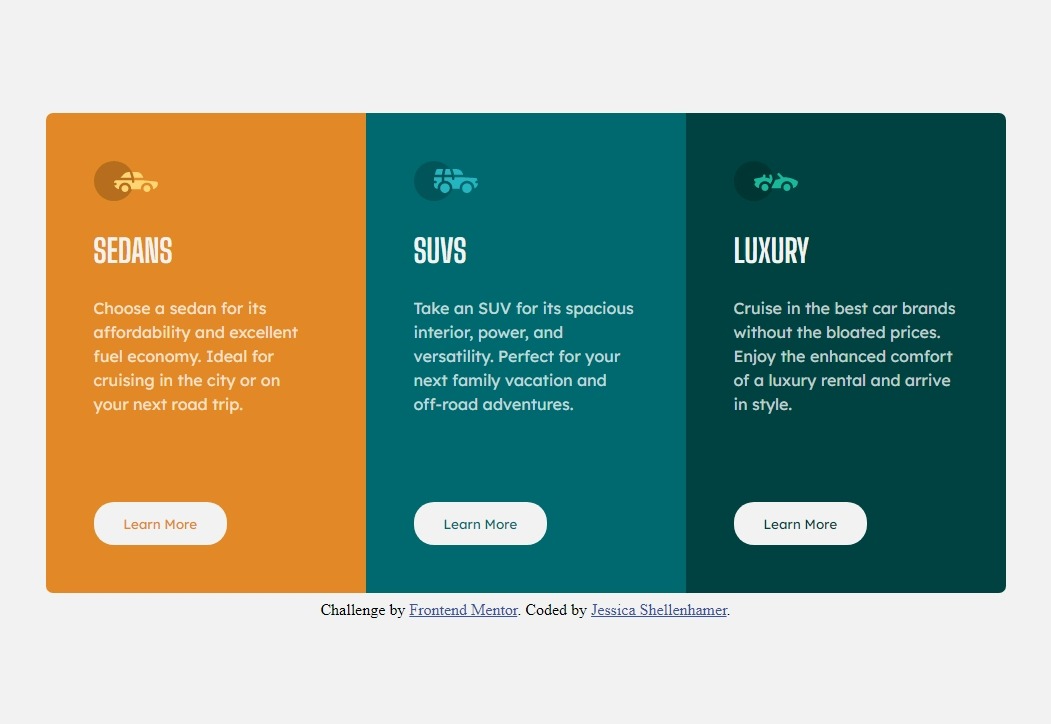 SEDANS
Choose a sedan for its
affordability and excellent
fuel economy. Ideal for
cruising in the city or on
your next road trip.
Learn More
SUVS
Take an SUV for its spacious
interior, power, and
versatility. Perfect for your
next family vacation and
off-road adventures.
Learn More
LUXURY
Cruise in the best car brands
without the bloated prices.
Enjoy the enhanced comfort
of a luxury rental and arrive
in style.
Learn More
Challenge by Frontend Mentor. Coded by Jessica Shellenhamer.